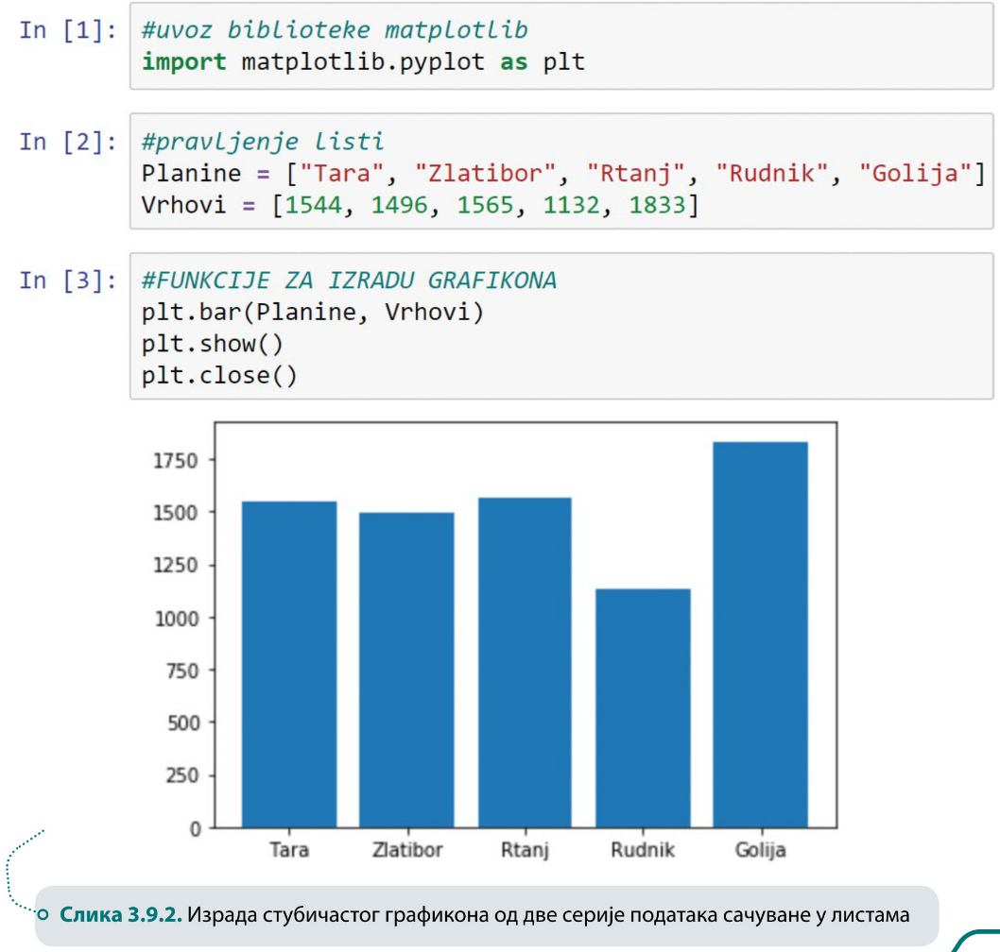 In [1]: #uvoz biblioteke matplotlib
import matplotlib.pyplot as plt
In [2]: #pravljenje listi
Planine = ["Tara", "Zlatibor", "Rtanj", "Rudnik", "Golija"]
Vrhovi = [1544, 1496, 1565, 1132, 1833]
In [3]: #FUNKCIJE ZA IZRADU GRAFIKONA
plt.bar(Planine, Vrhovi)
plt.show()
plt.close()
1750
1500
1250
1000
750
500
250
0
Tara Zlatibor Rtanj Rudnik Golija
Слика 3.9.2. Израда стубичастог графикона од две серије података сачуване у листама